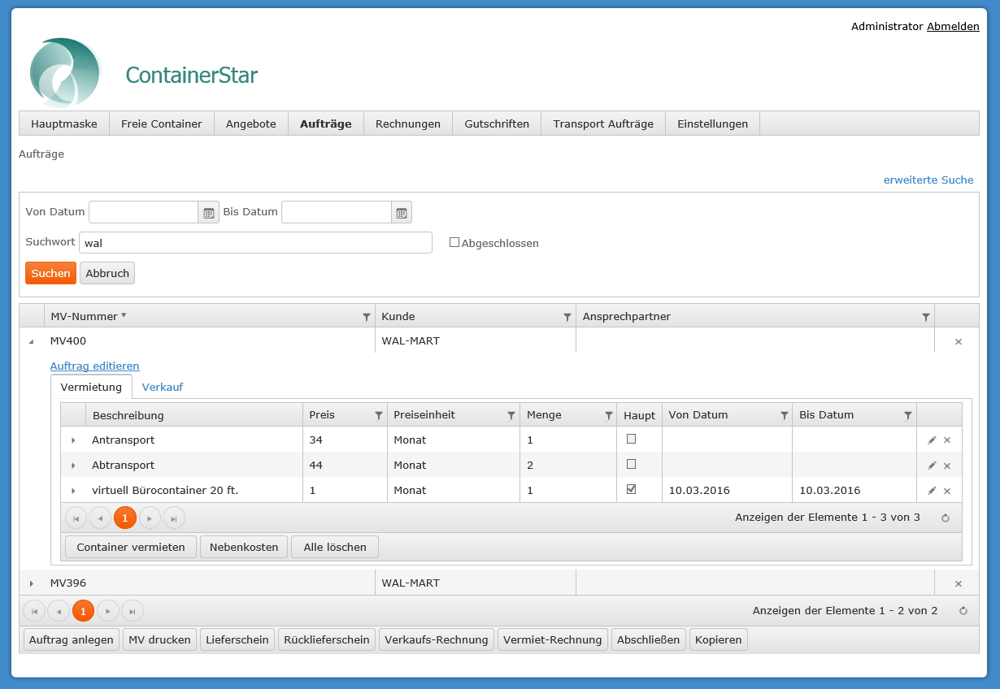 Administrator Abmelden
ContainerStar
Hauptmaske Freie Container Angebote Aufträge Rechnungen Gutschriften Transport Aufträge Einstellungen
Aufträge
erweiterte Suche
Von Datum Bis Datum
Suchwort wal Abgeschlossen
Suchen Abbruch
MV-Nummer Kunde Ansprechpartner
MV400 WAL-MART
Auftrag editieren
Vermietung Verkauf
Beschreibung Preis Preiseinheit Menge Haupt Von Datum Bis Datum
Antransport 34 Monat 1
Abtransport 44 Monat 2
virtuell Bürocontainer 20 ft. 1 Monat 1 10.03.2016 10.03.2016
1 Anzeigen der Elemente 1 - 3 von 3
Container vermieten Nebenkosten Alle löschen
MV396 WAL-MART
1 Anzeigen der Elemente 1 - 2 von 2
Auftrag anlegen MV drucken Lieferschein Rücklieferschein Verkaufs-Rechnung Vermiet-Rechnung Abschließen Kopieren